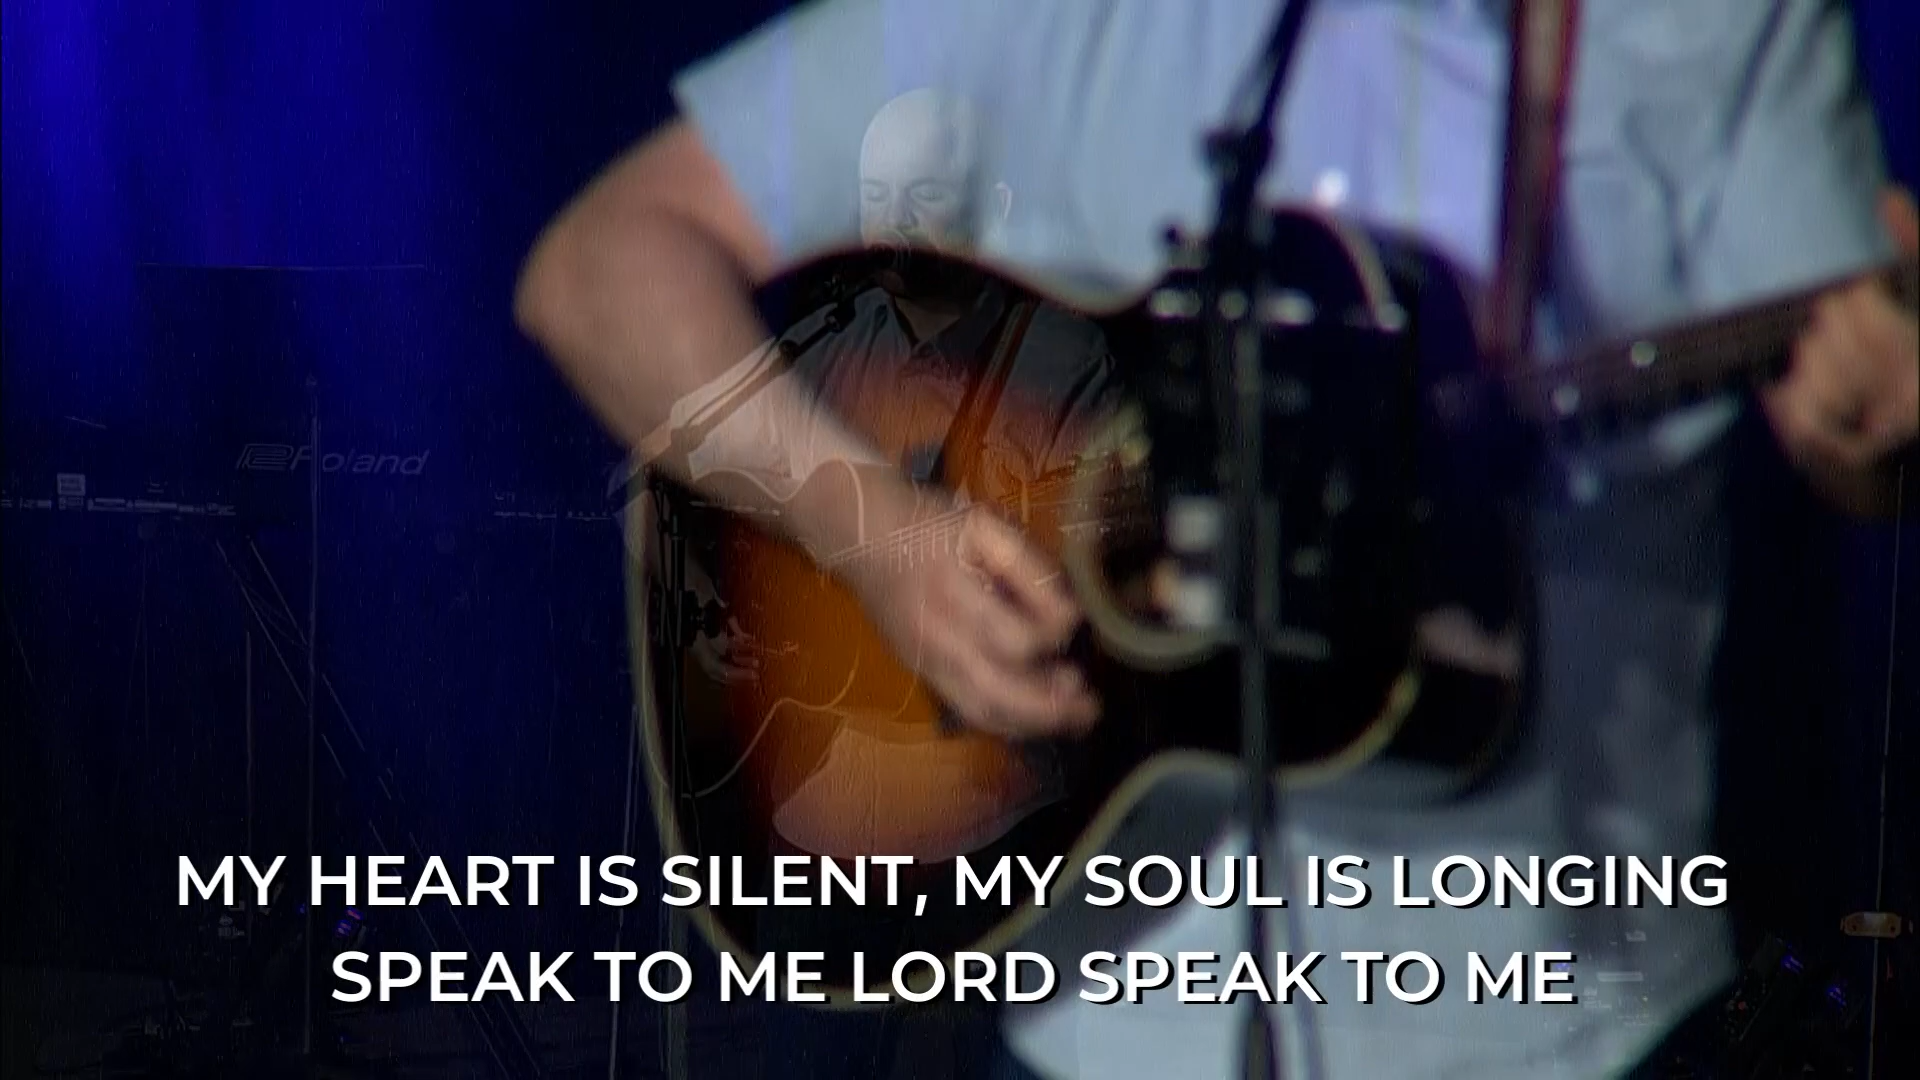 Roland
MY HEART IS SILENT, MY SOUL IS LONGING
SPEAK TO ME LORD SPEAK TO ME